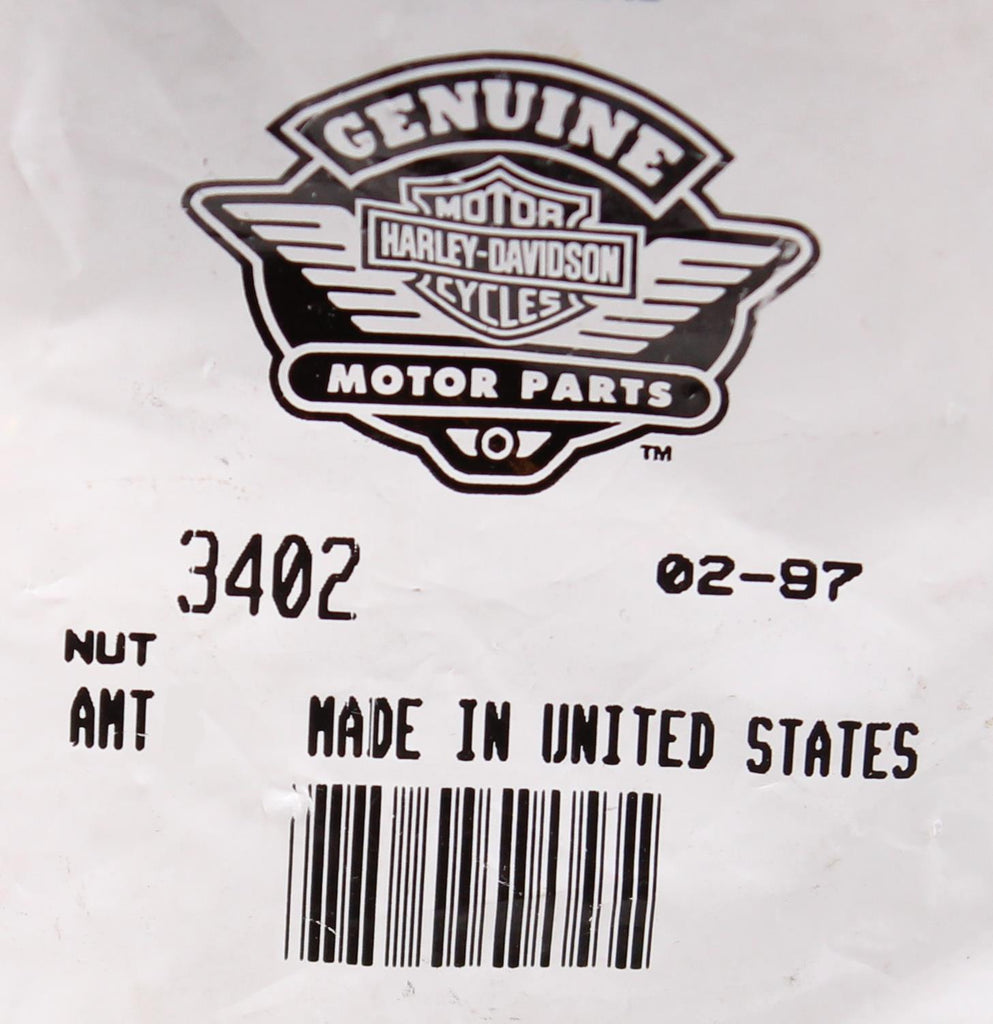 GENUINE
MOTOR
HARLEY-DAVIDSON
CYCLES
MOTOR PARTS
TM
3402
02-97
NUT
AMT
MADE IN UNITED STATES